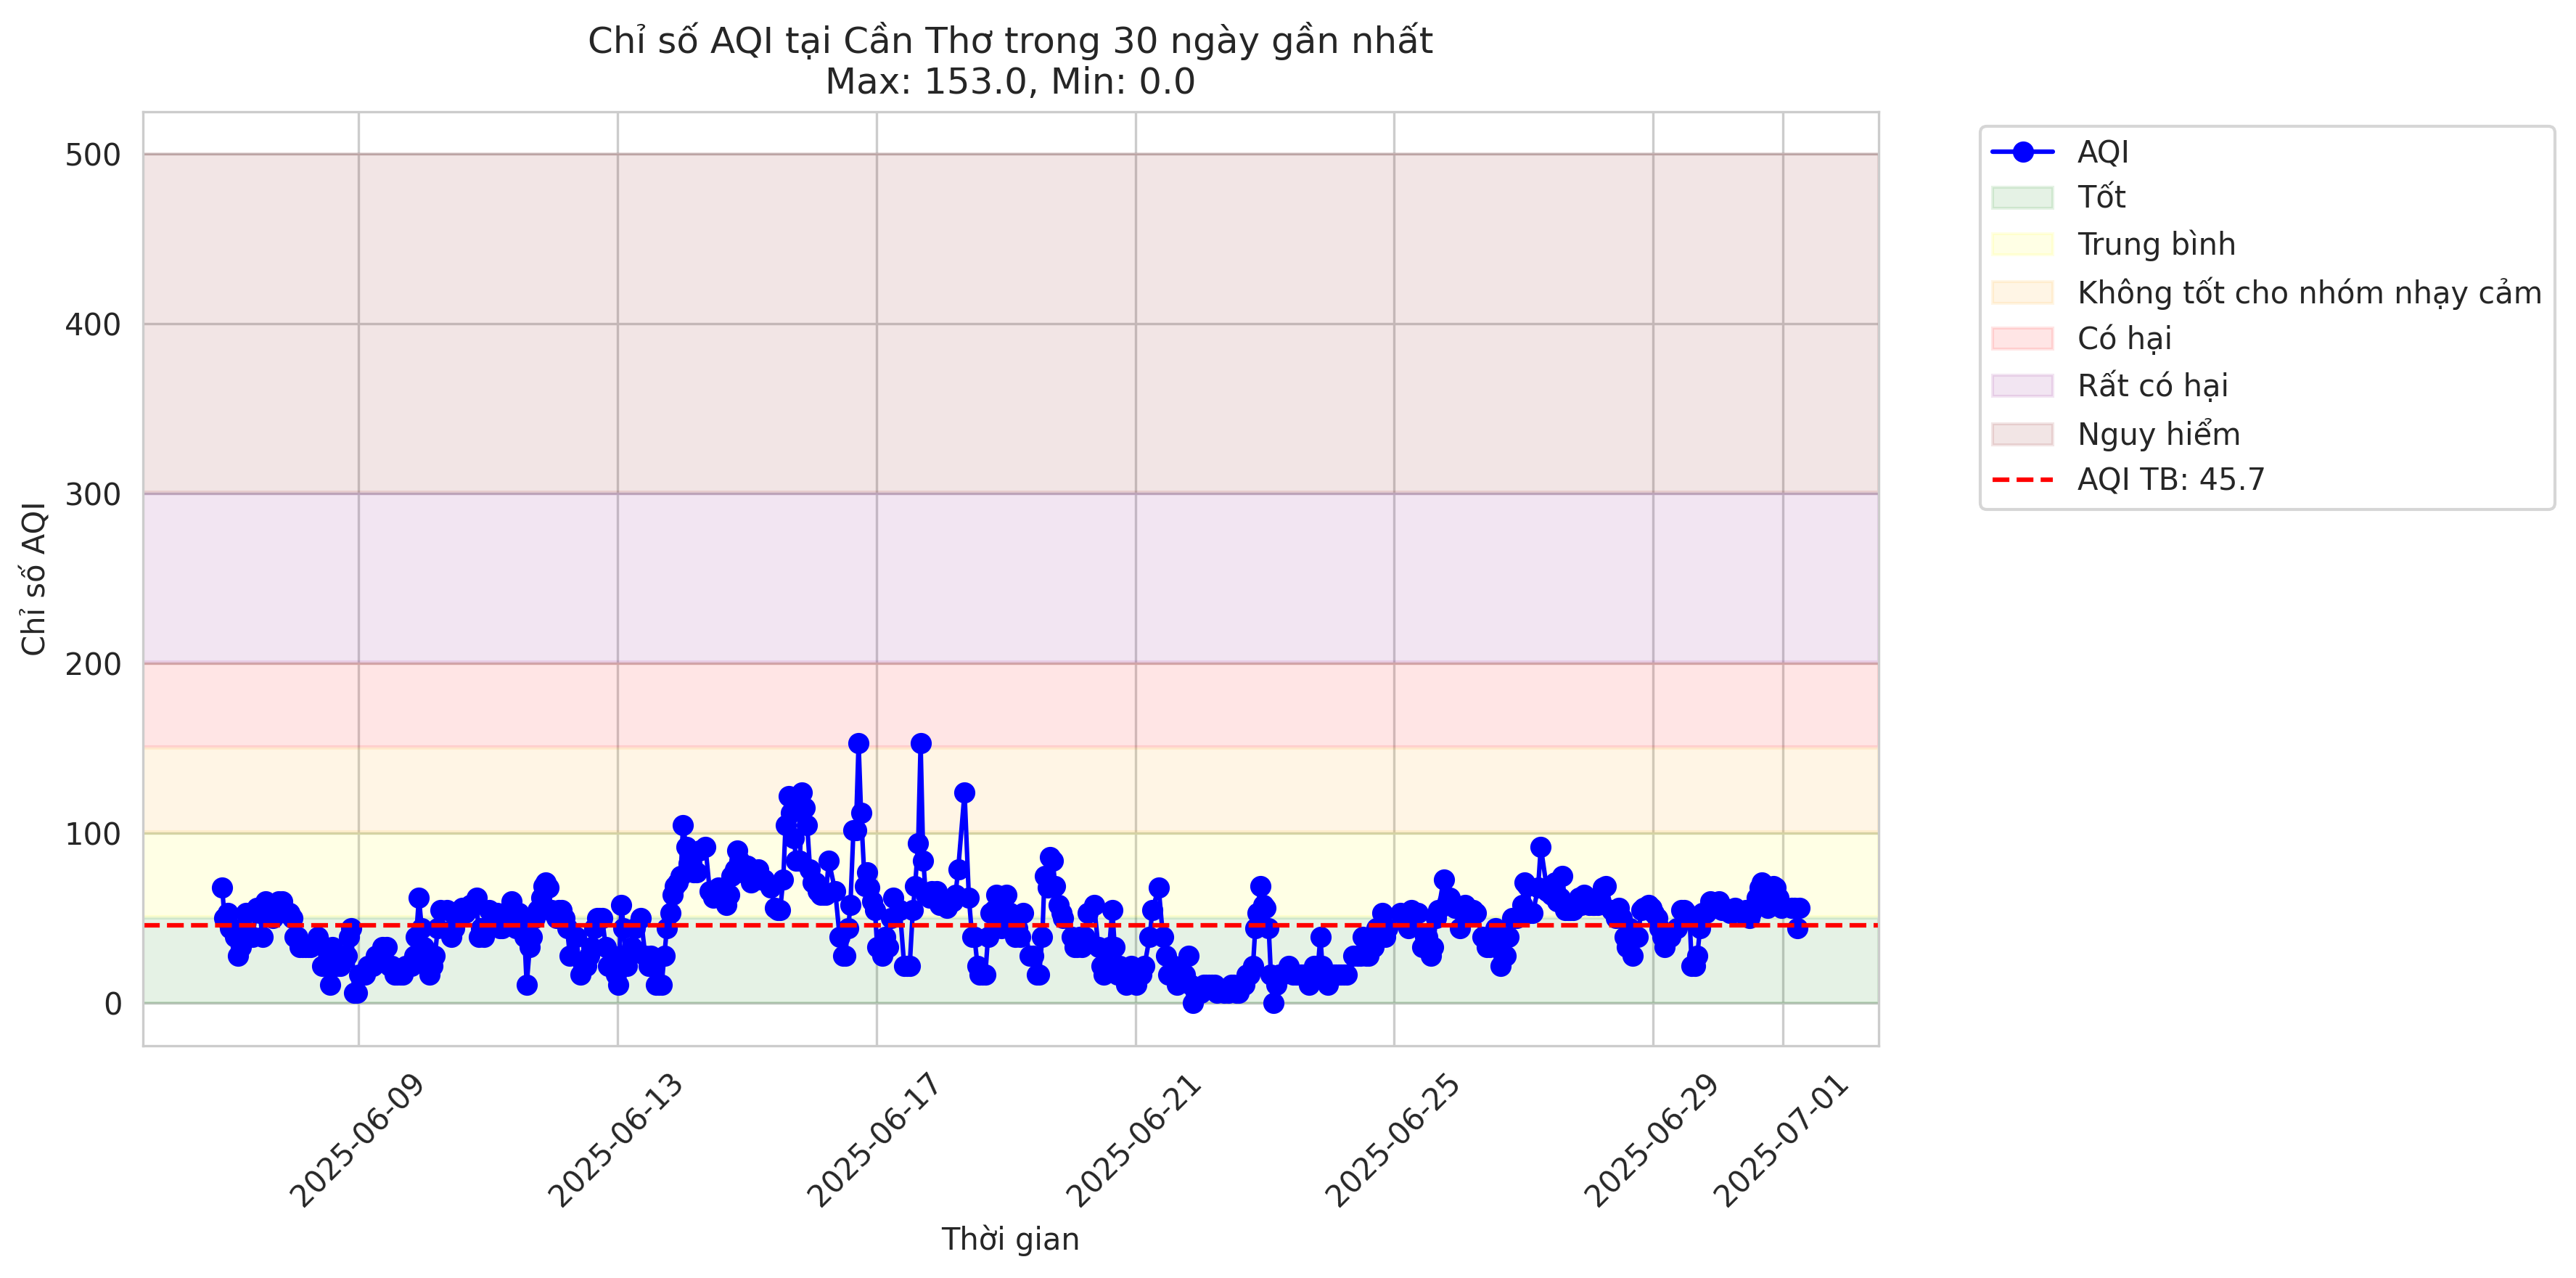 Chỉ số AQI tại Cần Thơ trong 30 ngày gần nhất
Max: 153.0, Min: 0.0
Chỉ số AQI
500
400
300
200
100
0
2025-06-09
2025-06-13
2025-06-17
2025-06-21
2025-06-25
2025-06-29
2025-07-01
Thời gian
AQI
Tốt
Trung bình
Không tốt cho nhóm nhạy cảm
Có hại
Rất có hại
Nguy hiểm
AQI TB: 45.7